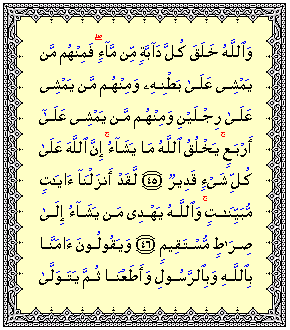 وَٱللَّهُ خَلَقَ كُلَّ دَآبَّةٍ مِّن مَّآءٍ ۖ فَمِنْهُم مَّن
يَمْشِى عَلَىٰ بَطْنِهِۦ وَمِنْهُم مَّن يَمْشِى
عَلَىٰ رِجْلَيْنِ وَمِنْهُم مَّن يَمْشِى عَلَىٰٓ
أَرْبَعٍ ۚ يَخْلُقُ ٱللَّهُ مَا يَشَآءُ ۚ إِنَّ ٱللَّهَ عَلَىٰ
كُلِّ شَىْءٍ قَدِيرٌ ﴿٤٥﴾ لَّقَدْ أَنزَلْنَآ ءَايَـٰتٍ
مُّبَيِّنَـٰتٍ ۚ وَٱللَّهُ يَهْدِى مَن يَشَآءُ إِلَىٰ
صِرَٰطٍ مُّسْتَقِيمٍ ﴿٤٦﴾ وَيَقُولُونَ ءَامَنَّا
بِٱللَّهِ وَبِٱلرَّسُولِ وَأَطَعْنَا ثُمَّ يَتَوَلَّىٰ